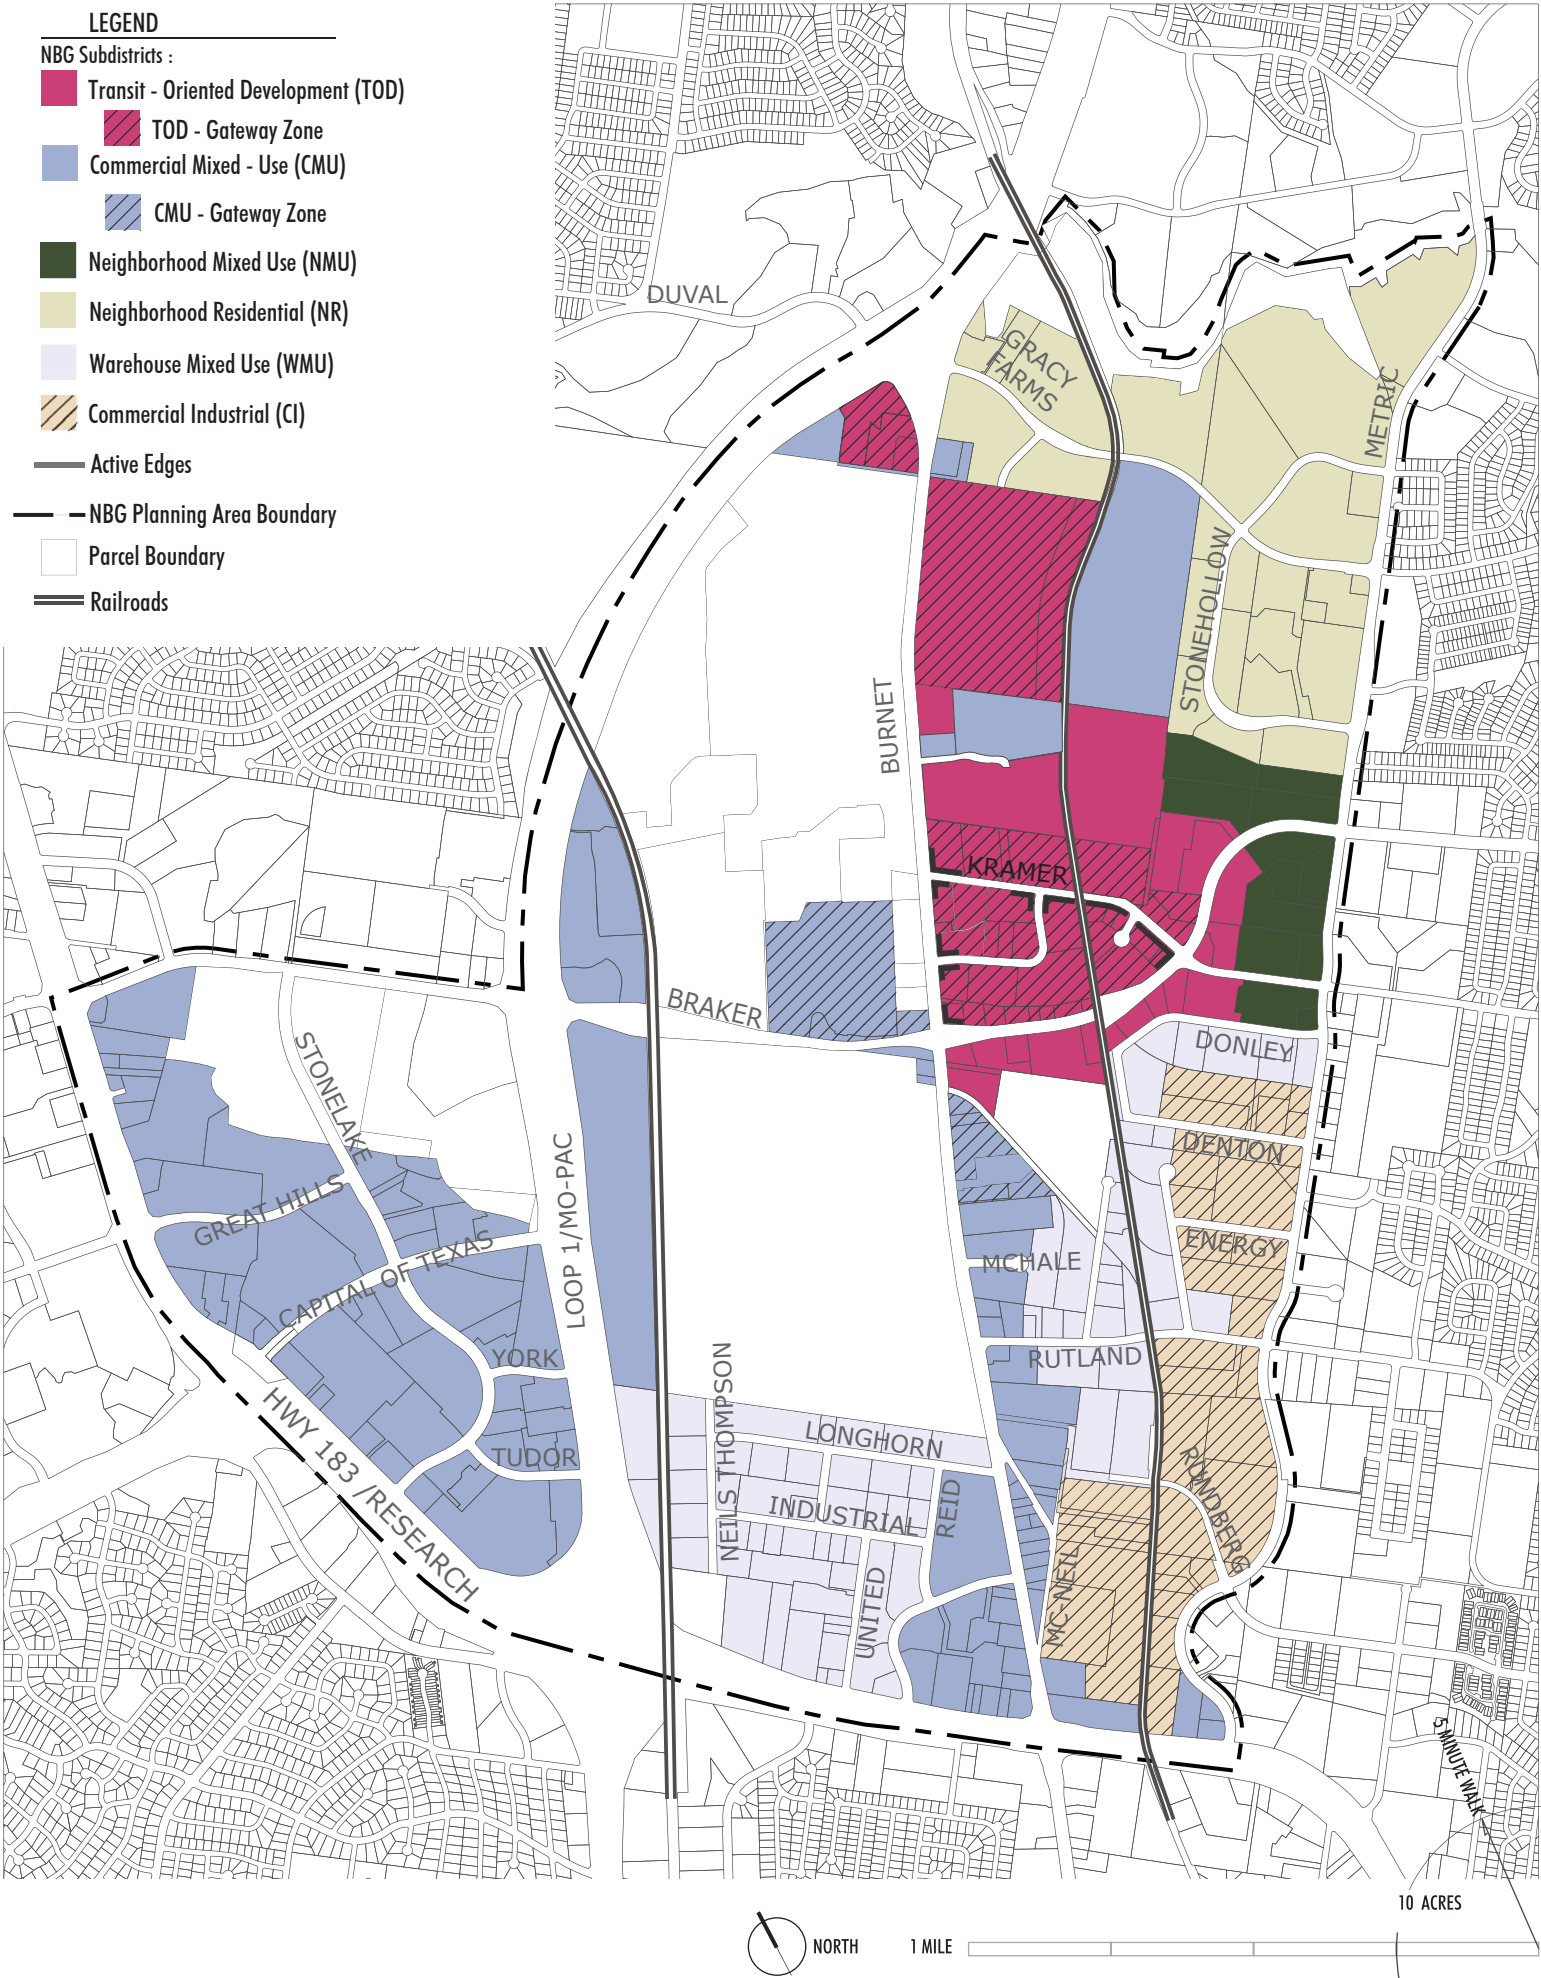 LEGEND
NBG Subdistricts :
Transit - Oriented Development (TOD)
TOD - Gateway Zone
Commercial Mixed - Use (CMU)
CMU - Gateway Zone
Neighborhood Mixed Use (NMU)
Neighborhood Residential (NR)
Warehouse Mixed Use (WMU)
Commercial Industrial (CI)
Active Edges
NBG Planning Area Boundary
Parcel Boundary
Railroads
DUVAL
GRACY
FARMS
METRIC
STONEHOLLOW
BURNET
KRAMER
BRAKER
DONLEY
STONELAKE
DENTON
GREAT HILLS
LOOP 1/MO-PAC
CAPITAL OF TEXAS
MCHALE
ENERGY
YORK
RUTLAND
HWY 183 /RESEARCH
NEILS THOMPSON
LONGHORN
TUDOR
INDUSTRIAL
REID
RUNDBERG
UNITED
MC-NEIL
5 MINUTE WALK
10 ACRES
NORTH
1 MILE